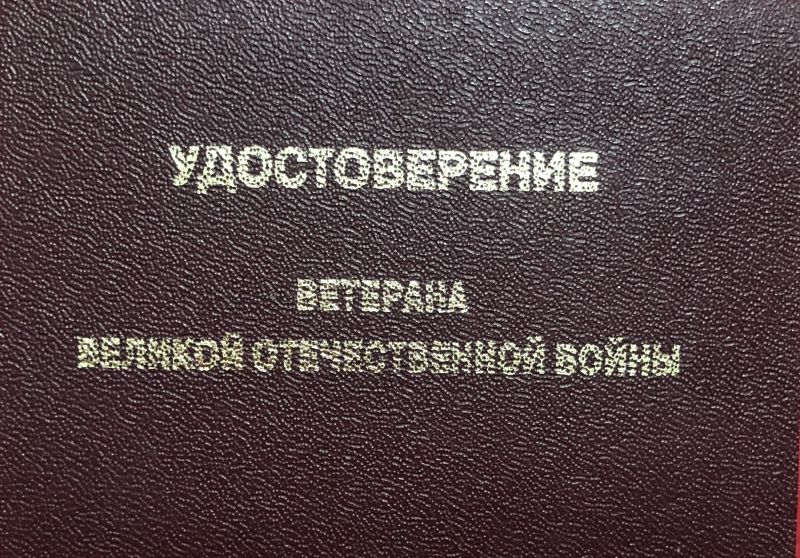 УДОСТОВЕРЕНИЕ
ВЕТЕРАНА
ВЕЛИКОЙ ОТЕЧЕСТВЕННОЙ ВОЙНЫ